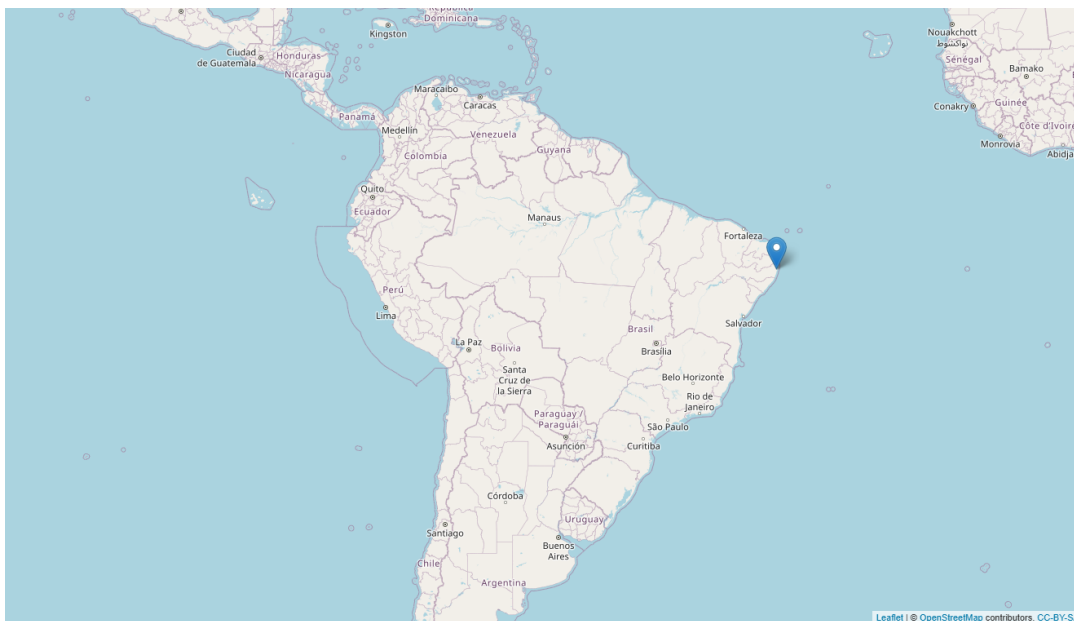 República
Dominicana
Kingston
Ciudad
de Guatemala
Honduras
Nicaragua
Nouakchott
نواكشوط
Sénégal
Bamako
Maracaibo
Caracas
Conakry
Guinée
Panamá
Medellín
Venezuela
Côte d'Ivoire
Monrovia
Abidja
Colombia
Guyana
Quito
Ecuador
Manaus
Fortaleza
Perú
Lima
Salvador
Brasil
La Paz
Bolivia
Brasília
Santa
Cruz de
la Sierra
Belo Horizonte
Rio de
Janeiro
Paraguay /
Paraguái
São Paulo
Asunción
Curitiba
Córdoba
Uruguay
Santiago
Buenos
Aires
Chile
Argentina
Leaflet | © OpenStreetMap contributors, CC-BY-S